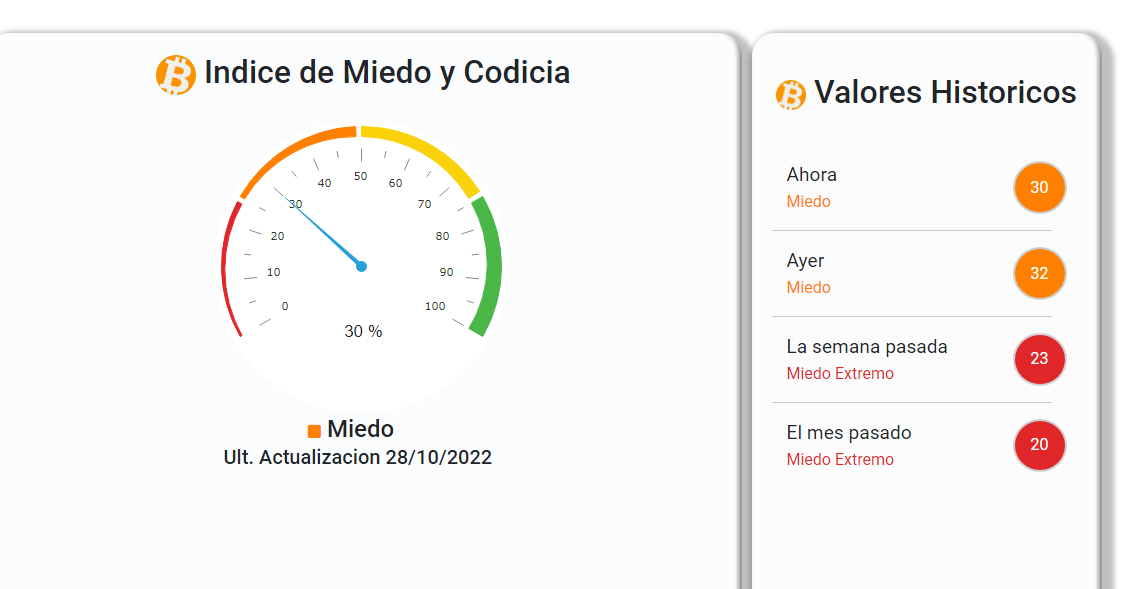 Indice de Miedo y Codicia
0
10
20
30
40
50
60
70
80
90
100
30 %
Miedo
Ult. Actualizacion 28/10/2022
Valores Historicos
Ahora
Miedo
30
Ayer
Miedo
32
La semana pasada
Miedo Extremo
23
El mes pasado
Miedo Extremo
20